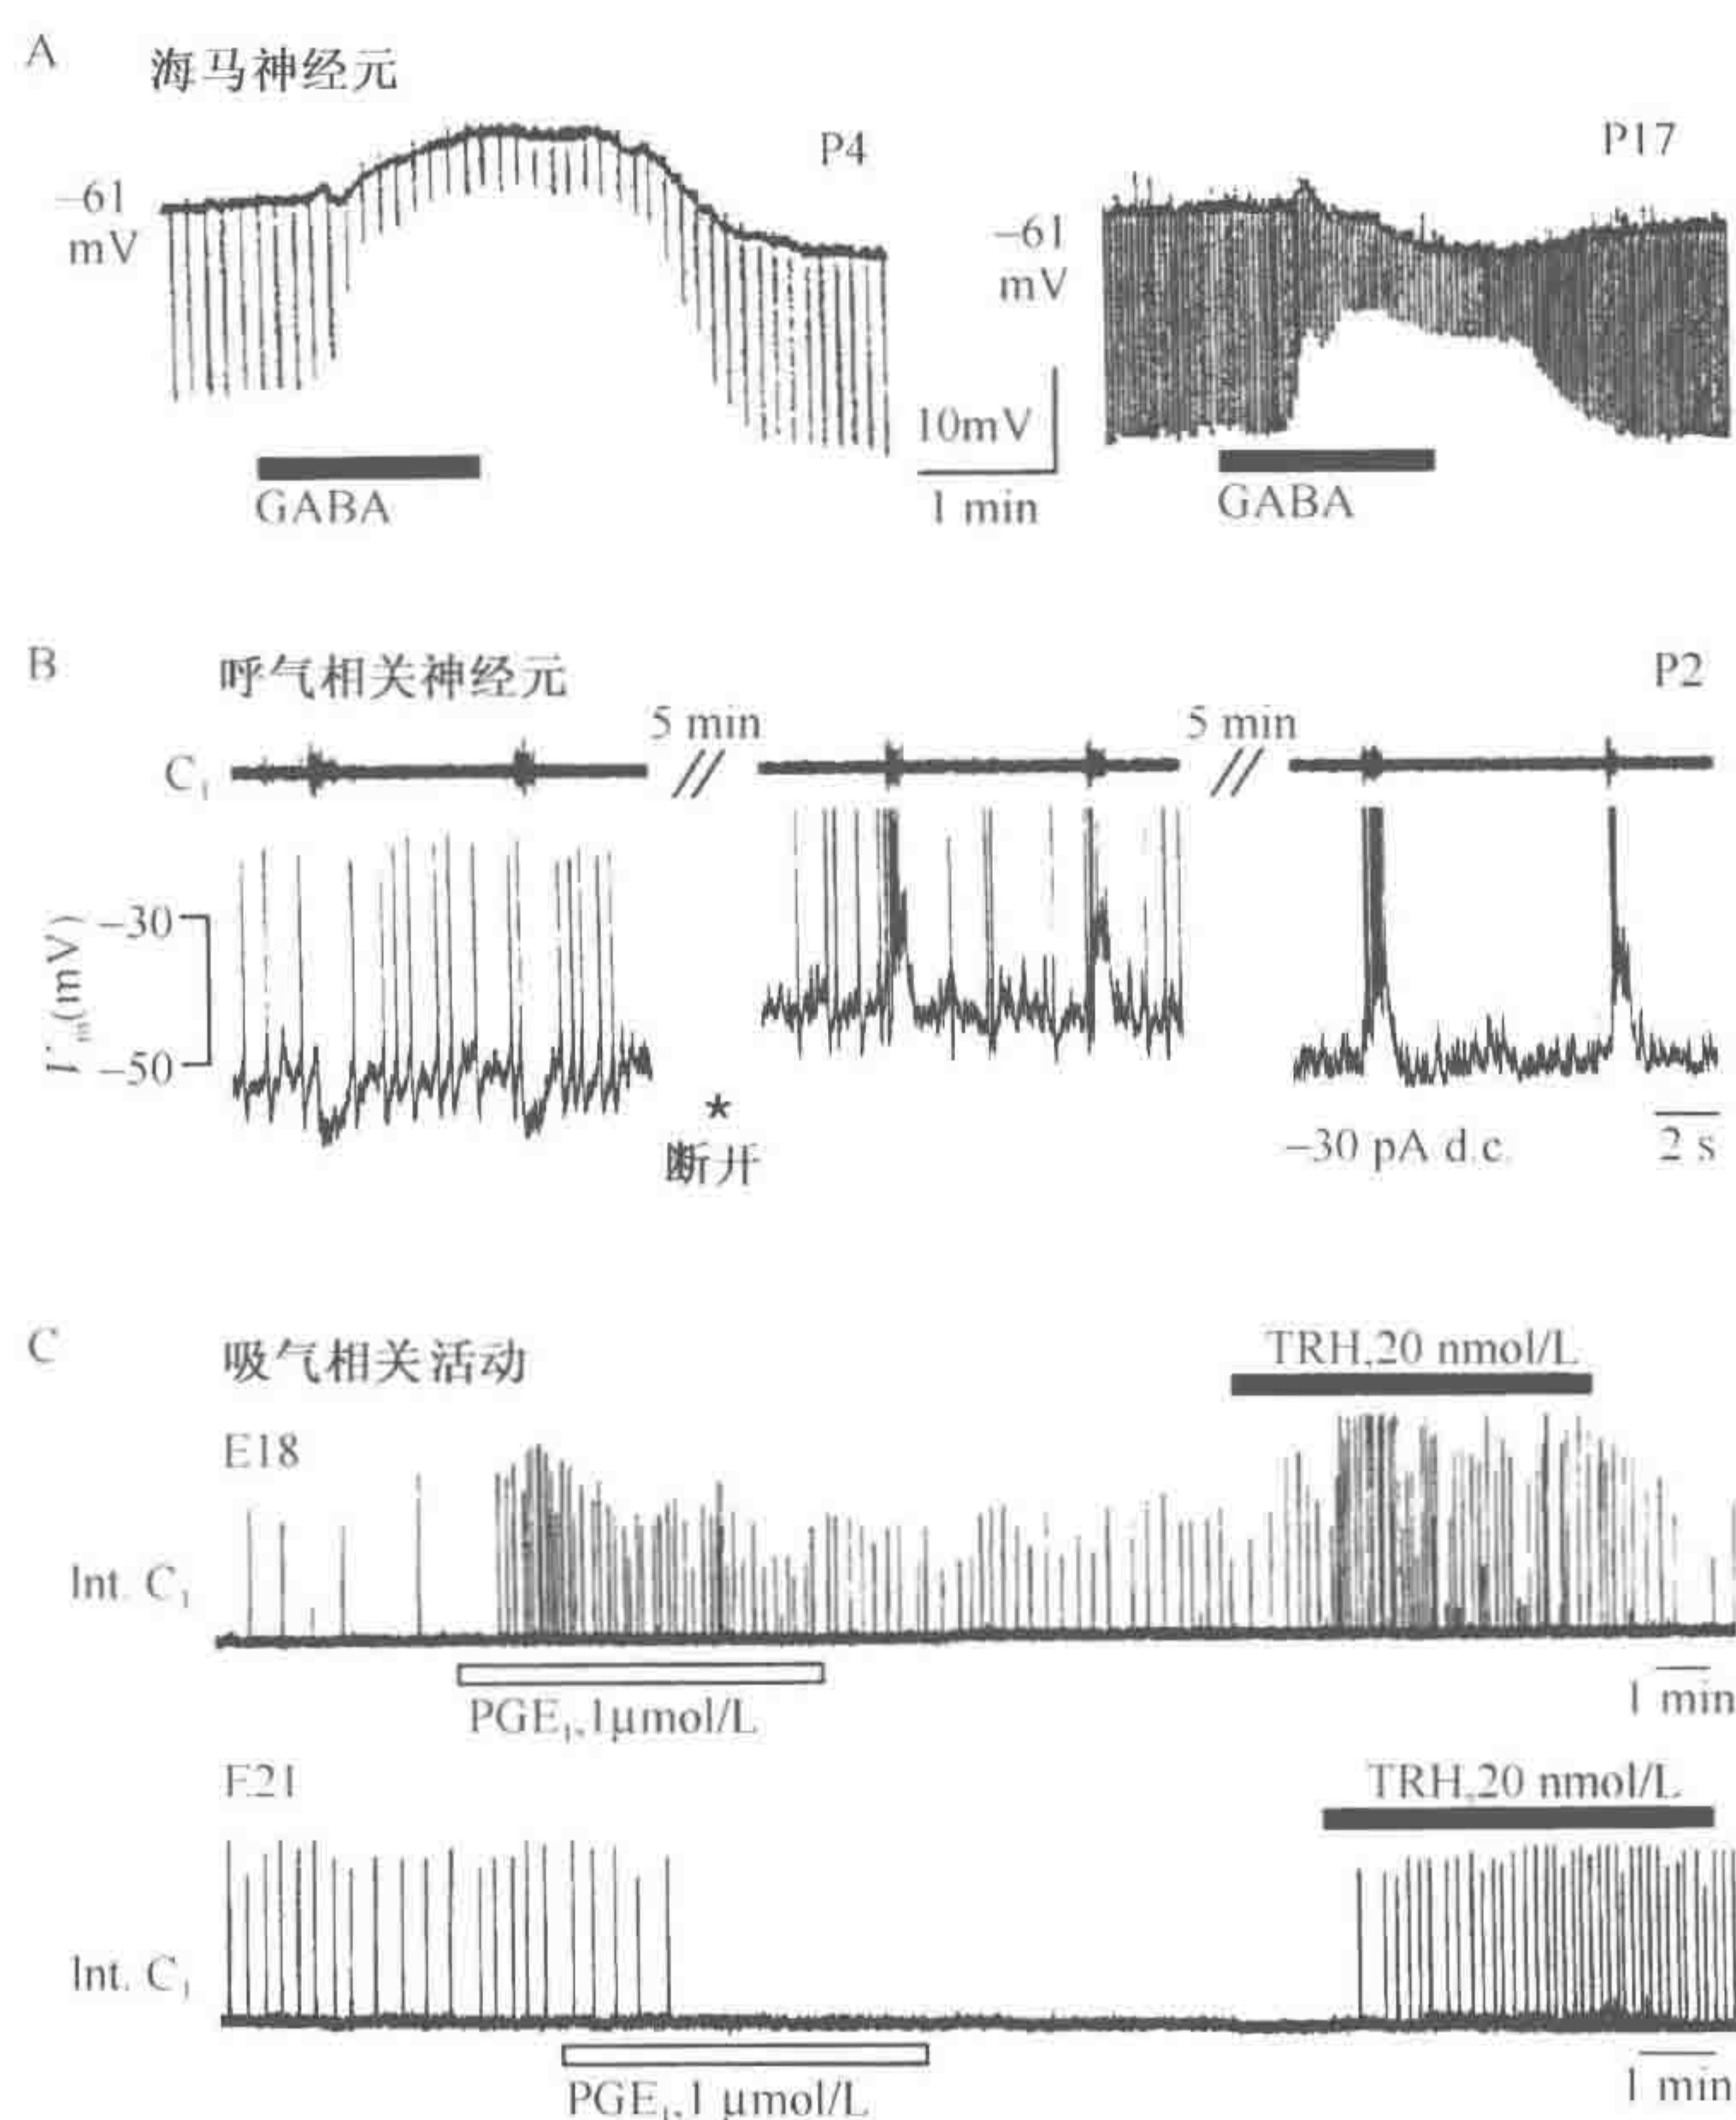 A 海马神经元
P4
P17
–61
mV
–61
mV
10mV
1 min
GABA
GABA
B 呼气相关神经元
P2
5 min
5 min
C₁
–30
Vₘ(mV)
–50
*
断开
–30 pA d.c.
2 s
C 吸气相关活动
TRH,20 nmol/L
E18
Int. C₁
1 min
PGE₁,1μmol/L
E21
TRH,20 nmol/L
Int. C₁
1 min
PGE₁,1 μmol/L